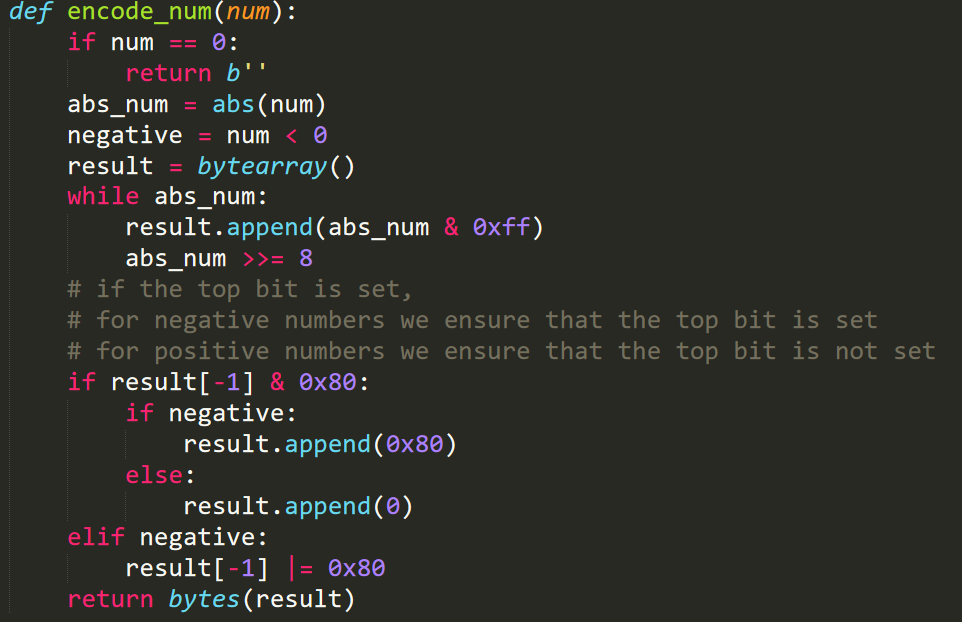 def encode_num(num):
    if num == 0:
        return b''
    abs_num = abs(num)
    negative = num < 0
    result = bytearray()
    while abs_num:
        result.append(abs_num & 0xff)
        abs_num >>= 8
    # if the top bit is set,
    # for negative numbers we ensure that the top bit is set
    # for positive numbers we ensure that the top bit is not set
    if result[-1] & 0x80:
        if negative:
            result.append(0x80)
        else:
            result.append(0)
    elif negative:
        result[-1] |= 0x80
    return bytes(result)